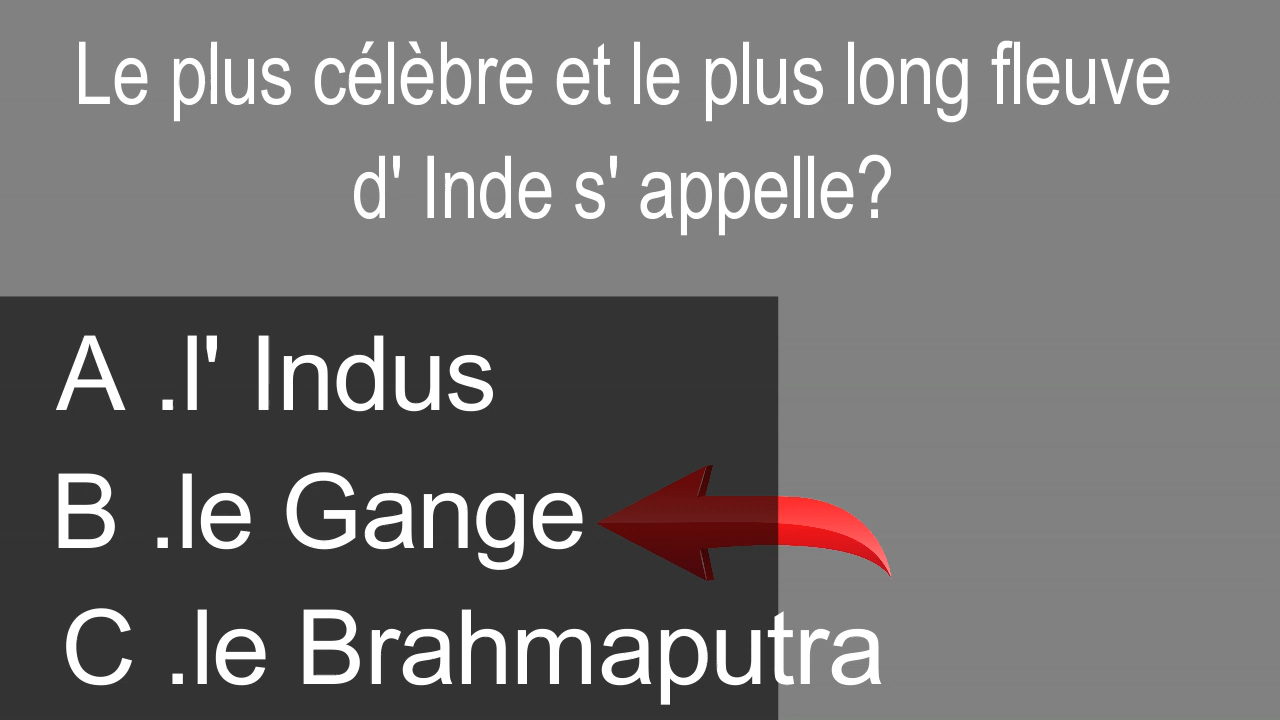 Le plus célèbre et le plus long fleuve
d' Inde s' appelle?
A .l' Indus
B .le Gange
C .le Brahmaputra